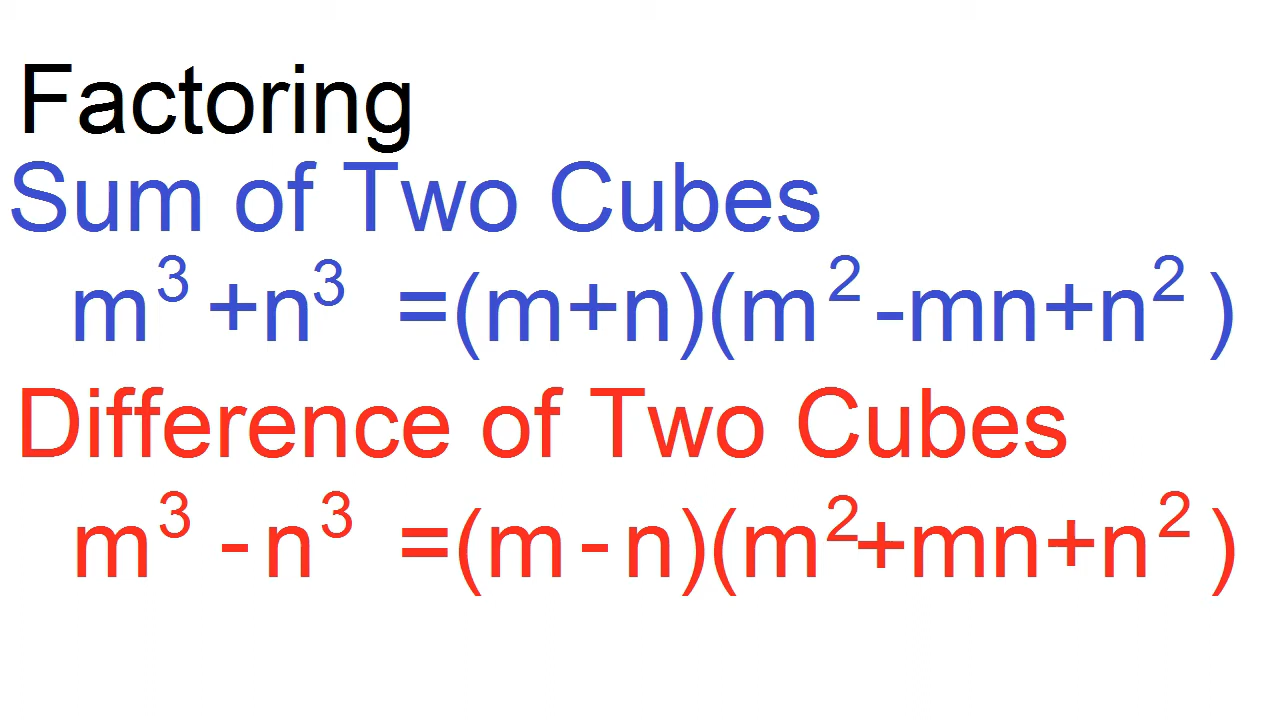 Factoring
Sum of Two Cubes
m³ +n³ =(m+n)(m² -mn+n² )
Difference of Two Cubes
m³ - n³ =(m - n)(m²+mn+n² )